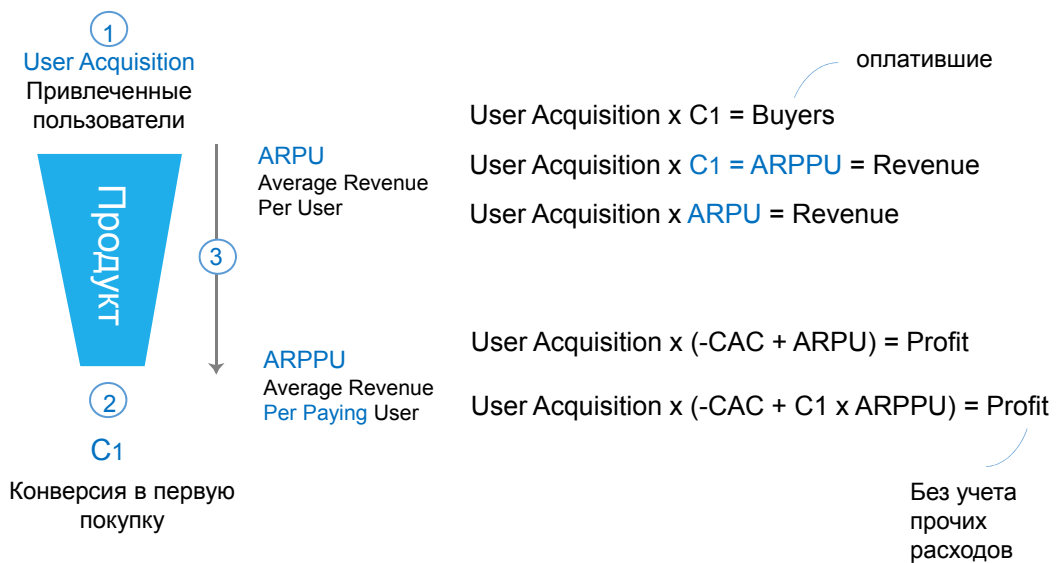 1
User Acquisition
Привлеченные
пользователи
Продукт
2
C1
Конверсия в первую
покупку
ARPU
Average Revenue
Per User
3
ARPPU
Average Revenue
Per Paying User
оплатившие
User Acquisition x C1 = Buyers
User Acquisition x C1 = ARPPU = Revenue
User Acquisition x ARPU = Revenue
User Acquisition x (-CAC + ARPU) = Profit
User Acquisition x (-CAC + C1 x ARPPU) = Profit
Без учета
прочих
расходов